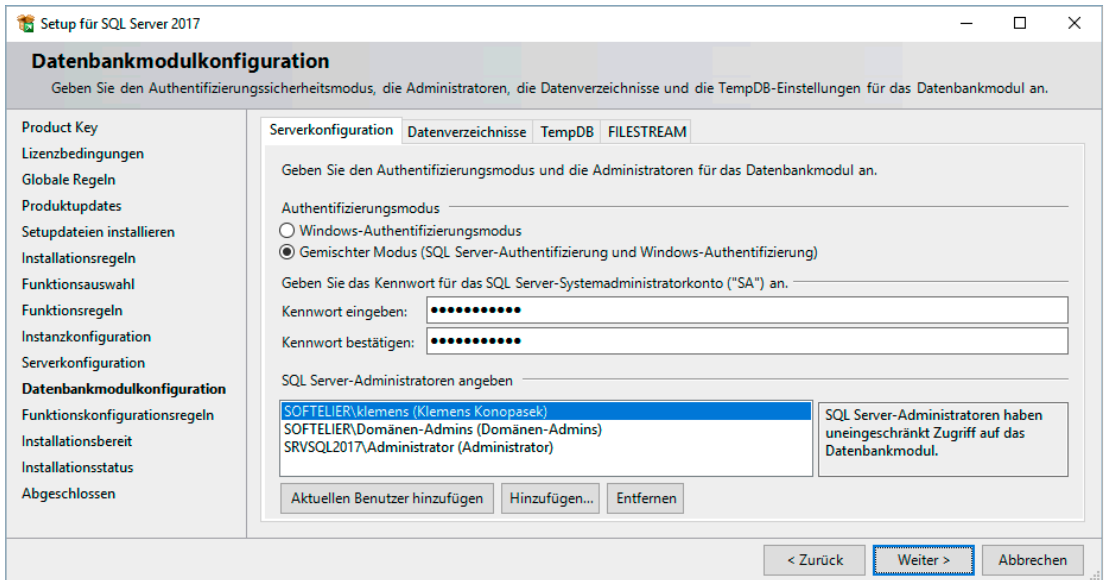 Setup für SQL Server 2017
Datenbankmodulkonfiguration
Geben Sie den Authentifizierungssicherheitsmodus, die Administratoren, die Datenverzeichnisse und die TempDB-Einstellungen für das Datenbankmodul an.
Product Key
Lizenzbedingungen
Globale Regeln
Produktupdates
Setupdateien installieren
Installationsregeln
Funktionsauswahl
Funktionsregeln
Instanzkonfiguration
Serverkonfiguration
Datenbankmodulkonfiguration
Funktionskonfigurationsregeln
Installationsbereit
Installationsstatus
Abgeschlossen
Serverkonfiguration Datenverzeichnisse TempDB FILESTREAM
Geben Sie den Authentifizierungsmodus und die Administratoren für das Datenbankmodul an.
Authentifizierungsmodus
Windows-Authentifizierungsmodus
Gemischter Modus (SQL Server-Authentifizierung und Windows-Authentifizierung)
Geben Sie das Kennwort für das SQL Server-Systemadministratorkonto ("SA") an.
Kennwort eingeben: ●●●●●●●●●●●
Kennwort bestätigen: ●●●●●●●●●●●
SQL Server-Administratoren angeben
SOFTELIER\klemens (Klemens Konopasek)
SOFTELIER\Domänen-Admins (Domänen-Admins)
SRVSQL2017\Administrator (Administrator)
SQL Server-Administratoren haben
uneingeschränkt Zugriff auf das
Datenbankmodul.
Aktuellen Benutzer hinzufügen Hinzufügen... Entfernen
< Zurück Weiter > Abbrechen